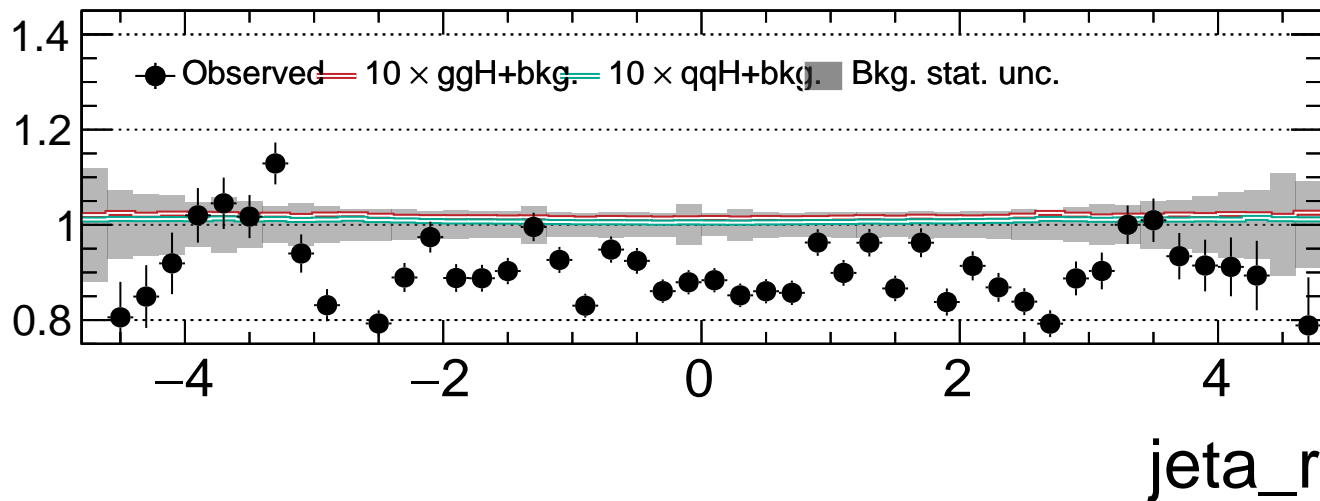 1.4
Observed 10 × ggH+bkg. 10 × qqH+bkg. Bkg. stat. unc.
1.2
1
0.8
−4 −2 0 2 4
jeta_r